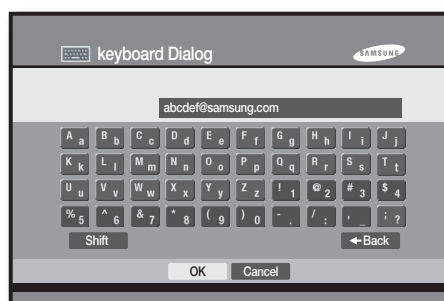 keyboard Dialog
SAMSUNG
abcdef@samsung.com
A a B b C c D d E e F f G g H h I i J j
K k L l M m N n O o P p Q q R r S s T t
U u V v W w X x Y y Z z ! 1 @ 2 # 3 $ 4
% 5 ^ 6 & 7 * 8 ( 9 ) 0 - . / : , _ ; ?
Shift Back
OK Cancel